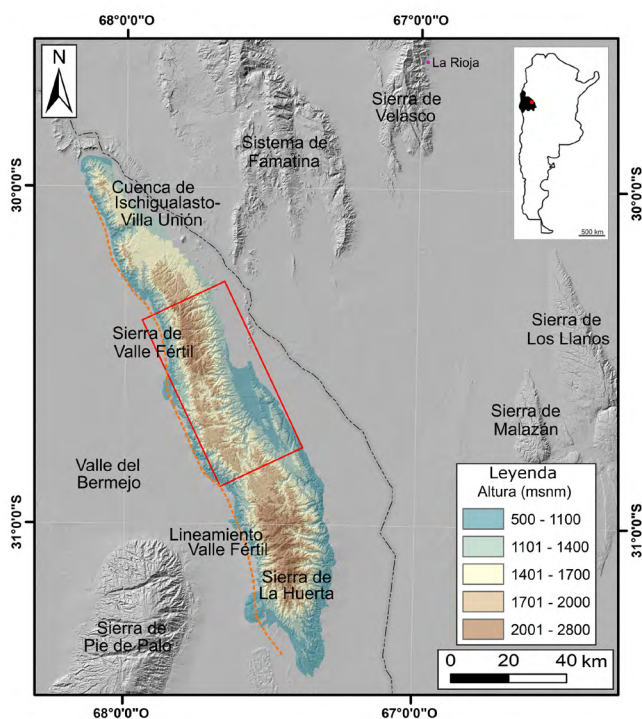 68°0'0"O
67°0'0"O
N
La Rioja
Sierra de
Velasco
Sistema de
Famatina
500 km
30°0'0"S
30°0'0"S
Cuenca de
Ischigualasto-
Villa Unión
Sierra de
Valle Fértil
Sierra de
Los Llanos
Sierra de
Malazán
Valle del
Bermejo
Leyenda
Altura (msnm)
500 - 1100
1101 - 1400
1401 - 1700
1701 - 2000
2001 - 2800
31°0'0"S
31°0'0"S
Lineamiento
Valle Fértil
Sierra de
La Huerta
Sierra de
Pie de Palo
0 20 40 km
68°0'0"O
67°0'0"O